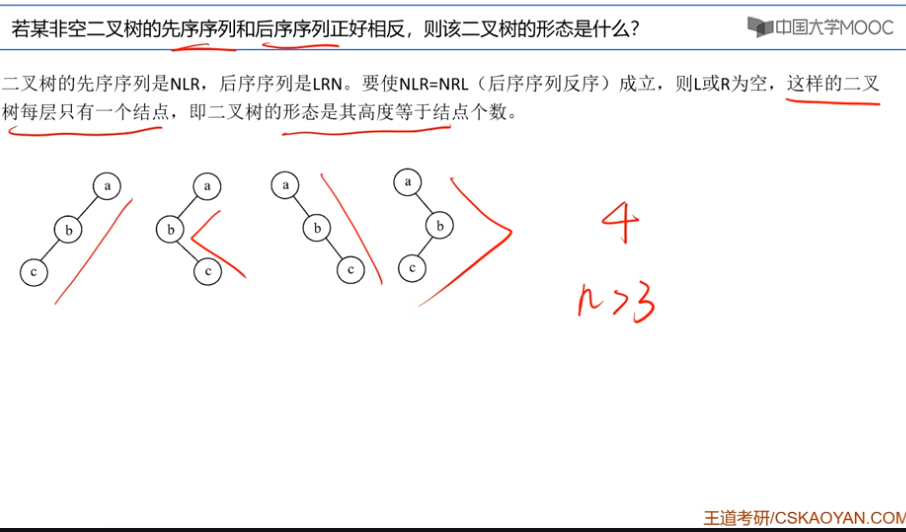 若某非空二叉树的先序序列和后序序列正好相反，则该二叉树的形态是什么？
中国大学MOOC
二叉树的先序序列是NLR，后序序列是LRN。要使NLR=NRL（后序序列反序）成立，则L或R为空，这样的二叉
树每层只有一个结点，即二叉树的形态是其高度等于结点个数。
a a a a
b b b b
c c c c
4
n>3
王道考研/CSKAOYAN.COM